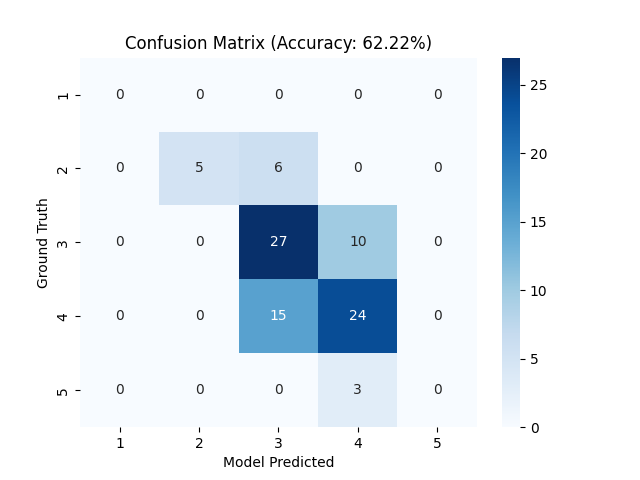 Confusion Matrix (Accuracy: 62.22%)
1 0 0 0 0 0
2 0 5 6 0 0
3 0 0 27 10 0
4 0 0 15 24 0
5 0 0 0 3 0
1 2 3 4 5
Ground Truth
Model Predicted
25
20
15
10
5
0